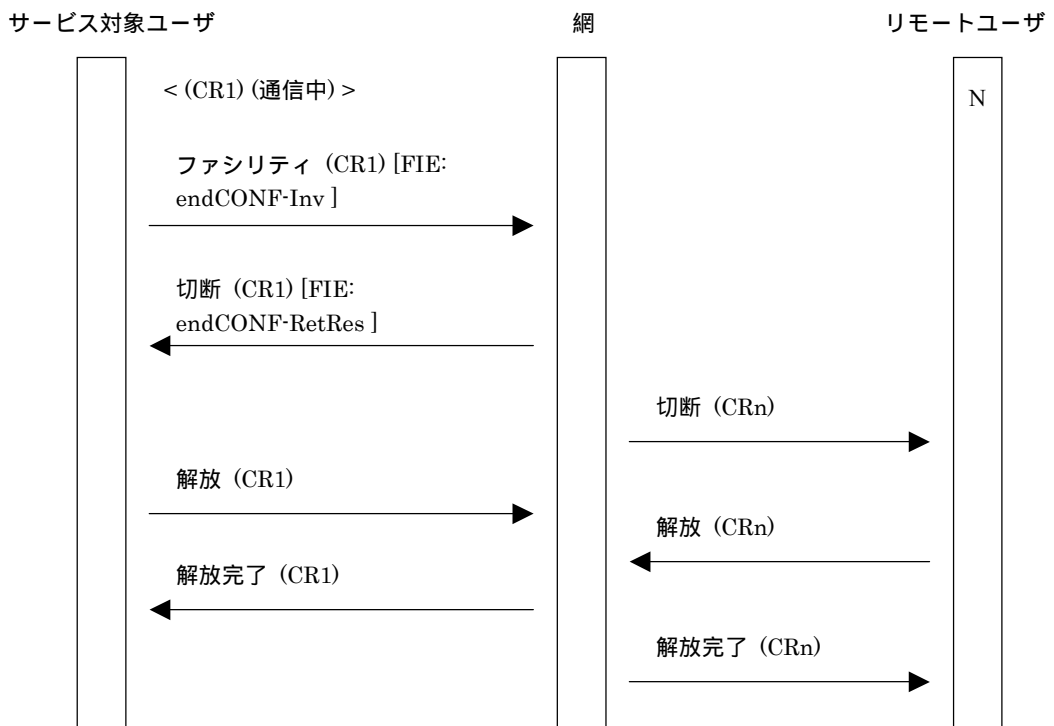 サービス対象ユーザ
網
リモートユーザ
< (CR1) (通信中) >
N
ファシリティ (CR1) [FIE:
endCONF-Inv ]
切断 (CR1) [FIE:
endCONF-RetRes ]
切断 (CRn)
解放 (CR1)
解放 (CRn)
解放完了 (CR1)
解放完了 (CRn)